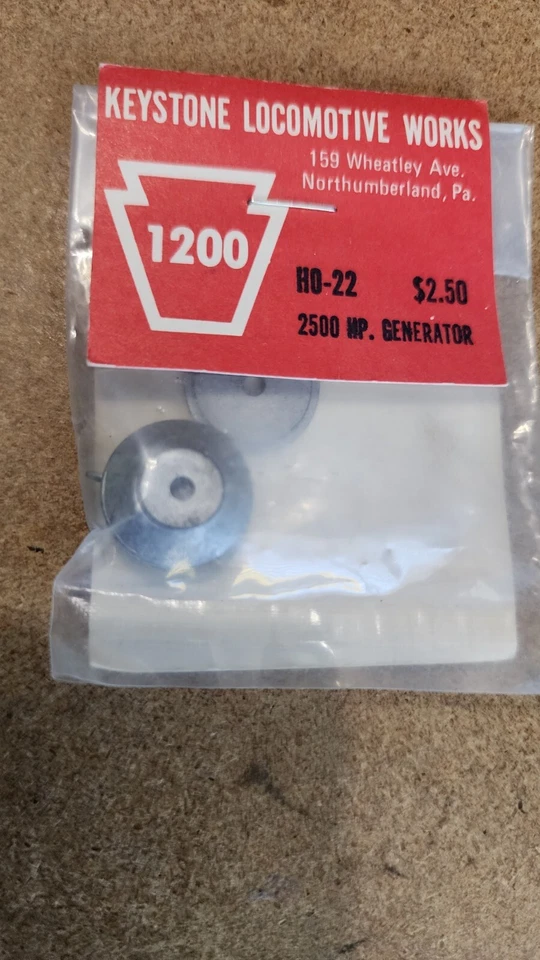 KEYSTONE LOCOMOTIVE WORKS
159 Wheatley Ave.
Northumberland, Pa.
1200
HO-22 $2.50
2500 HP. GENERATOR